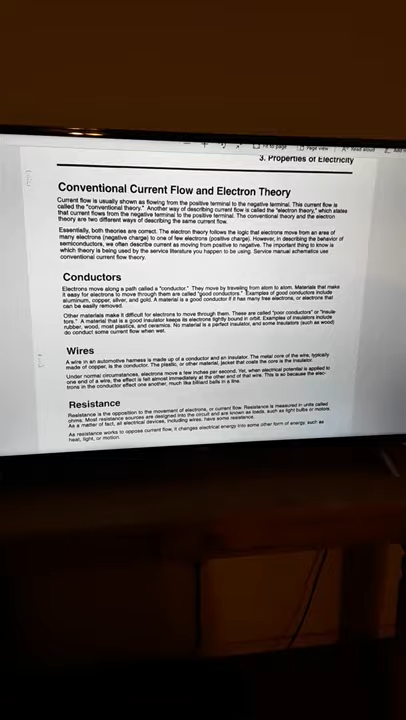 Fit to page
Page view
Read aloud
3. Properties of Electricity
Conventional Current Flow and Electron Theory
Current flow is usually shown as flowing from the positive terminal to the negative terminal. This current flow is
called the "conventional theory." Another way of describing current flow is called the "electron theory," which states
that current flows from the negative terminal to the positive terminal. The conventional theory and the electron
theory are two different ways of describing the same current flow.
Essentially, both theories are correct. The electron theory follows the logic that electrons move from an area of
many electrons (negative charge) to one of few electrons (positive charge). However, in describing the behavior of
semiconductors, we often describe current as moving from positive to negative. The important thing to know is
which theory is being used by the service literature you happen to be using. Service manual schematics use
conventional current flow theory.
Conductors
Electrons move along a path called a "conductor." They move by traveling from atom to atom. Materials that make
it easy for electrons to move through them are called "good conductors." Examples of good conductors include
aluminum, copper, silver, and gold. A material is a good conductor if it has many free electrons, or electrons that
can be easily removed.
Other materials make it difficult for electrons to move through them. These are called "poor conductors" or "insula
tors." A material that is a good insulator keeps its electrons tightly bound in orbit. Examples of insulators include
rubber, wood, most plastics, and ceramics. No material is a perfect insulator, and some insulators (such as wood)
do conduct some current flow when wet.
Wires
A wire in an automotive harness is made up of a conductor and an insulator. The metal core of the wire, typically
made of copper, is the conductor. The plastic, or other material, jacket that coats the core is the insulator.
Under normal circumstances, electrons move a few inches per second. Yet, when electrical potential is applied to
one end of a wire, the effect is felt almost immediately at the other end of that wire. This is so because the elec-
trons in the conductor effect one another, much like billiard balls in a line.
Resistance
Resistance is the opposition to the movement of electrons, or current flow. Resistance is measured in units called
ohms. Most resistance sources are designed into the circuit and are known as loads, such as light bulbs or motors.
As a matter of fact, all electrical devices, including wires, have some resistance.
As resistance works to oppose current flow, it changes electrical energy into some other form of energy, such as
heat, light, or motion.